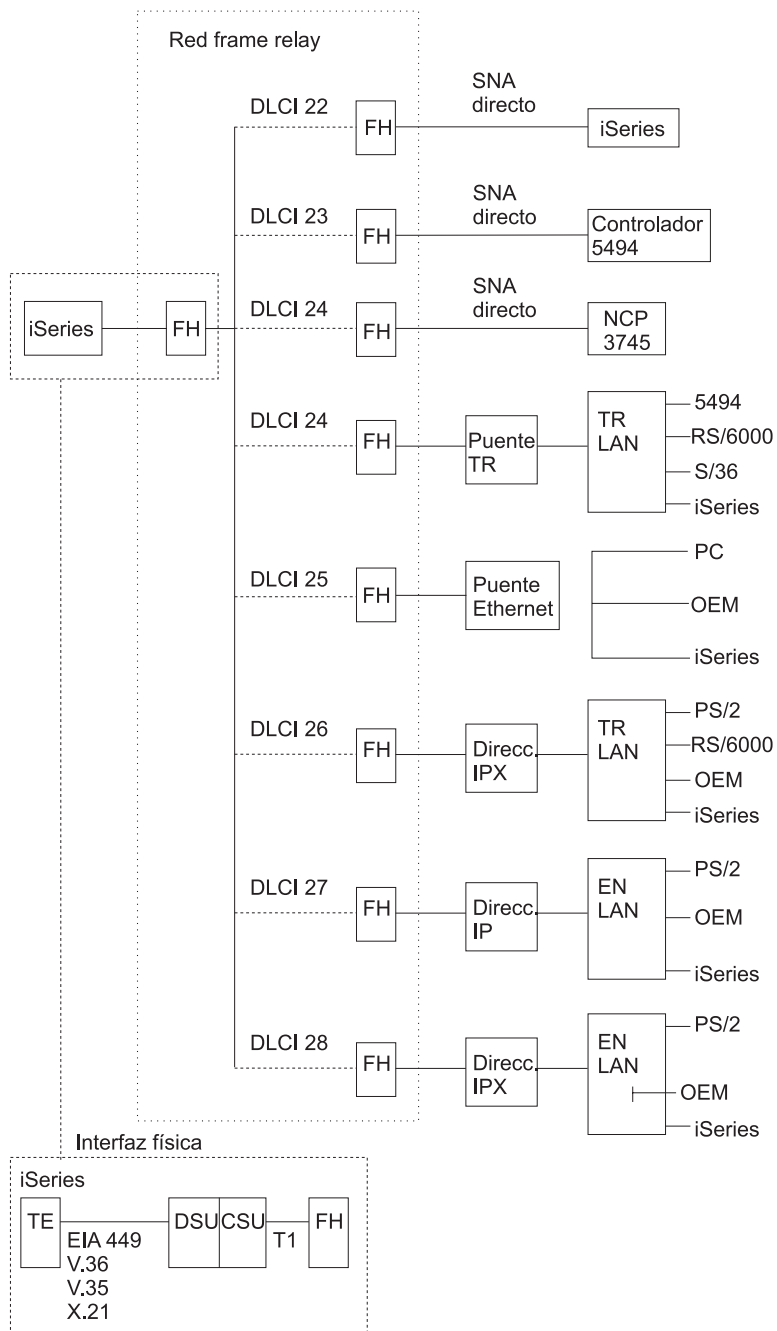 Red frame relay
SNA
directo
DLCI 22
FH
iSeries
SNA
directo
DLCI 23
FH
Controlador
5494
SNA
directo
DLCI 24
FH
NCP
3745
iSeries
FH
DLCI 24
FH
Puente
TR
TR
LAN
5494
RS/6000
S/36
iSeries
DLCI 25
FH
Puente
Ethernet
PC
OEM
iSeries
DLCI 26
FH
Direcc.
IPX
TR
LAN
PS/2
RS/6000
OEM
iSeries
DLCI 27
FH
Direcc.
IP
EN
LAN
PS/2
OEM
iSeries
DLCI 28
FH
Direcc.
IPX
EN
LAN
PS/2
OEM
iSeries
Interfaz física
iSeries
TE
EIA 449
V.36
V.35
X.21
DSU
CSU
T1
FH